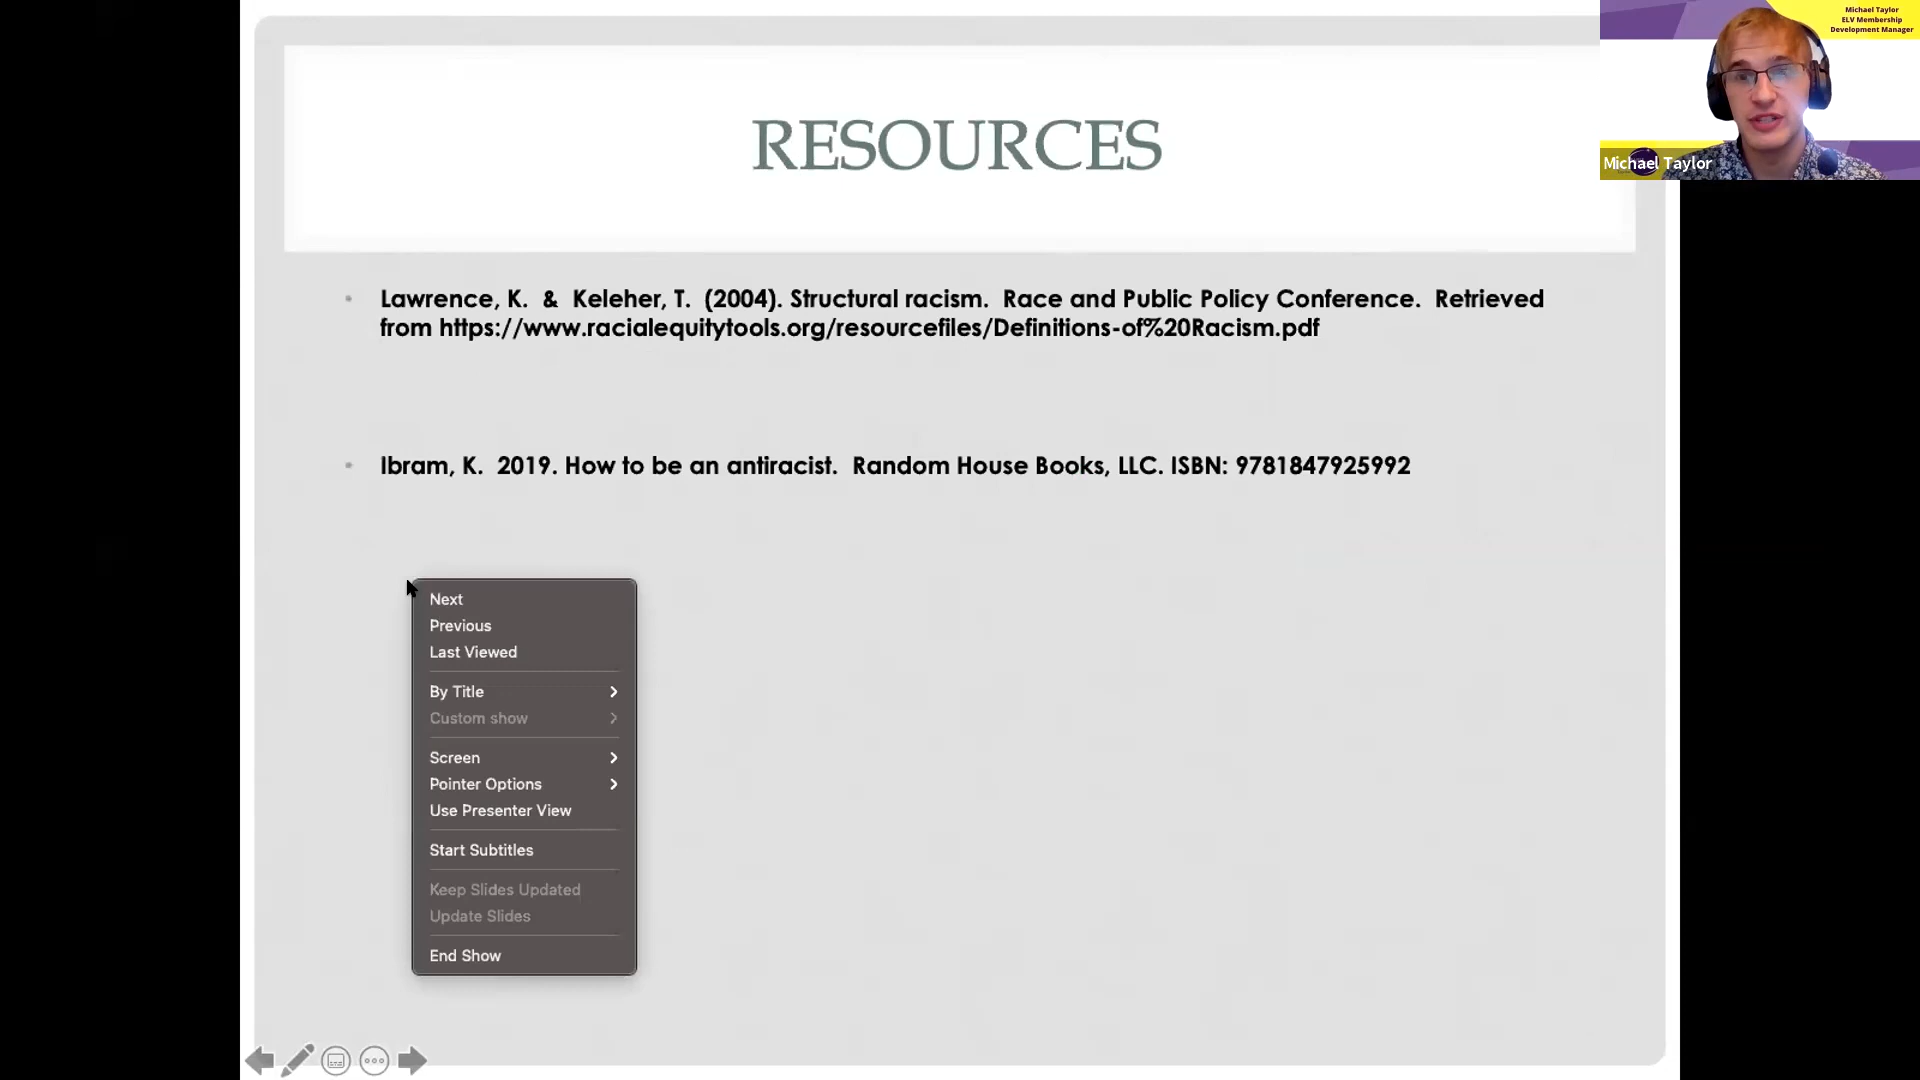 RESOURCES
Lawrence, K. & Keleher, T. (2004). Structural racism. Race and Public Policy Conference. Retrieved
from https://www.racialequitytools.org/resourcefiles/Definitions-of%20Racism.pdf
Ibram, K. 2019. How to be an antiracist. Random House Books, LLC. ISBN: 9781847925992
Next
Previous
Last Viewed
By Title
Custom show
Screen
Pointer Options
Use Presenter View
Start Subtitles
Keep Slides Updated
Update Slides
End Show
Michael Taylor
ELV Membership
Development Manager
Michael Taylor